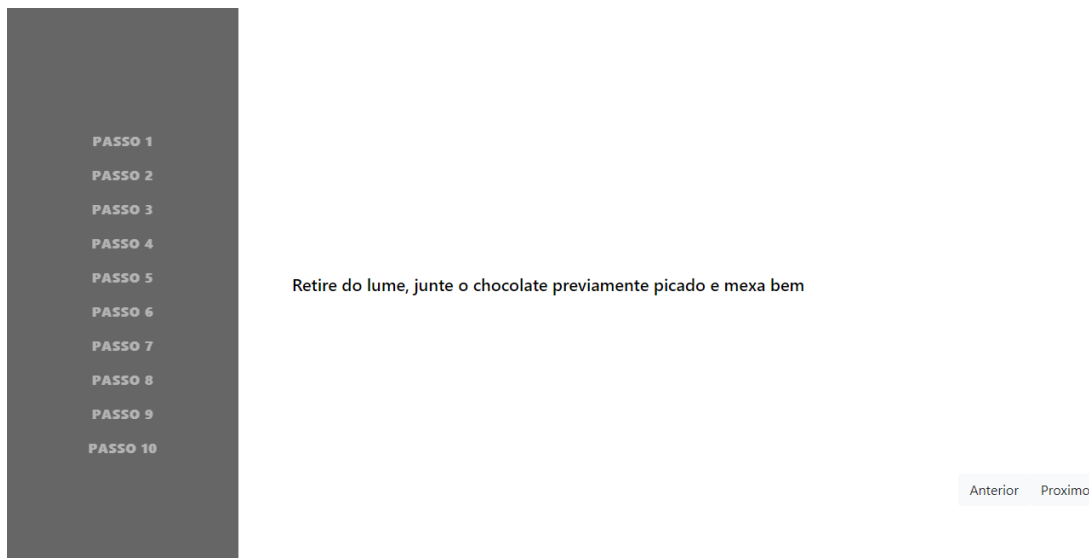 PASSO 1
PASSO 2
PASSO 3
PASSO 4
PASSO 5
PASSO 6
PASSO 7
PASSO 8
PASSO 9
PASSO 10
Retire do lume, junte o chocolate previamente picado e mexa bem
Anterior Proximo